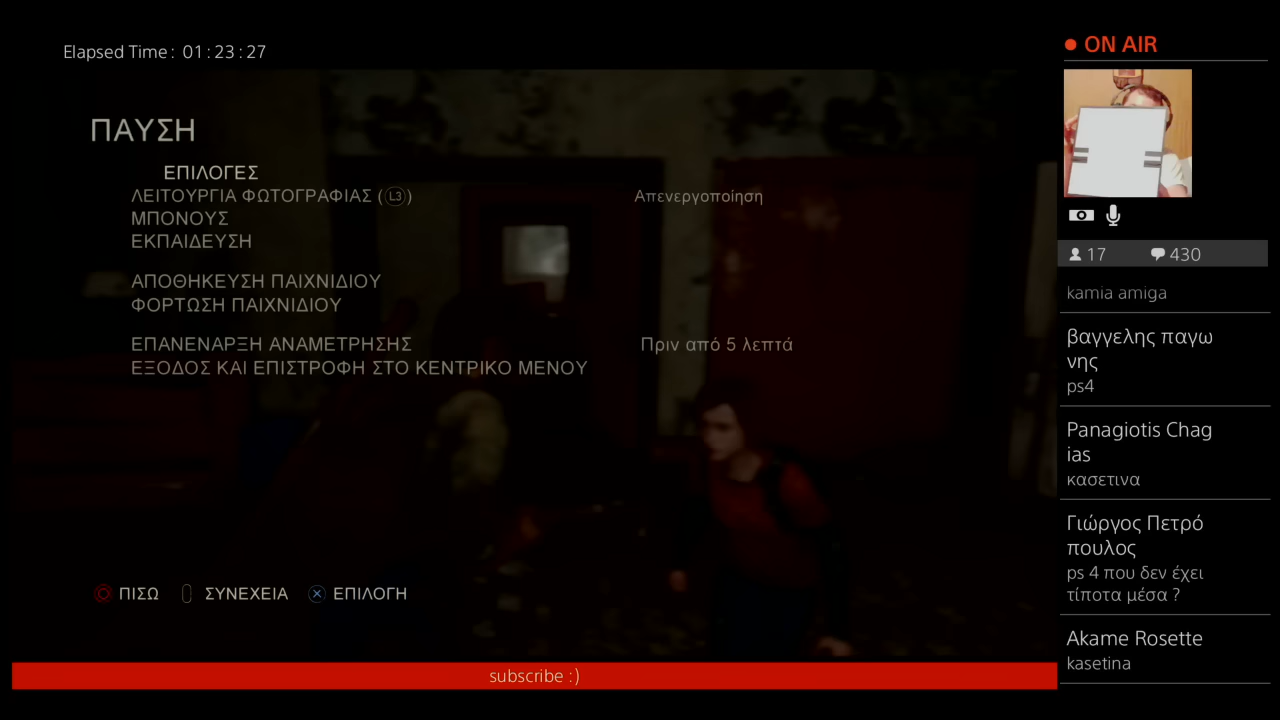 Elapsed Time: 01:23:27
ΠΑΥΣΗ
ΕΠΙΛΟΓΕΣ
ΛΕΙΤΟΥΡΓΙΑ ΦΩΤΟΓΡΑΦΙΑΣ (L3) Απενεργοποίηση
ΜΠΟΝΟΥΣ
ΕΚΠΑΙΔΕΥΣΗ
ΑΠΟΘΗΚΕΥΣΗ ΠΑΙΧΝΙΔΙΟΥ
ΦΟΡΤΩΣΗ ΠΑΙΧΝΙΔΙΟΥ
ΕΠΑΝΕΝΑΡΞΗ ΑΝΑΜΕΤΡΗΣΗΣ Πριν από 5 λεπτά
ΕΞΟΔΟΣ ΚΑΙ ΕΠΙΣΤΡΟΦΗ ΣΤΟ ΚΕΝΤΡΙΚΟ ΜΕΝΟΥ
ΠΙΣΩ ΣΥΝΕΧΕΙΑ ΕΠΙΛΟΓΗ
subscribe :)
ON AIR
17 430
kamia amiga
βαγγελης παγω
νης
ps4
Panagiotis Chag
ias
κασετινα
Γιώργος Πετρό
πουλος
ps 4 που δεν έχει
τίποτα μέσα ?
Akame Rosette
kasetina